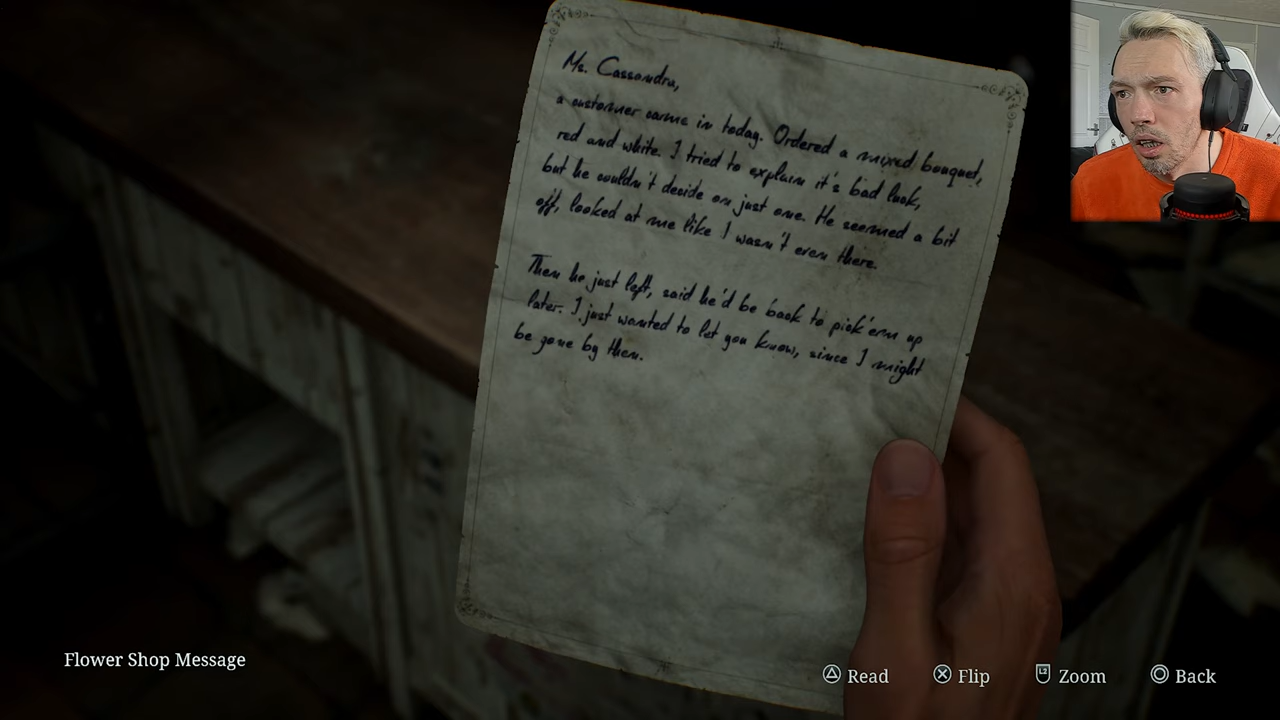 Ms. Cassandra,
a customer came in today. Ordered a mixed bouquet,
red and white. I tried to explain it's bad luck,
but he couldn't decide on just one. He seemed a bit
off, looked at me like I wasn't even there.
Then he just left, said he'd be back to pick'em up
later. I just wanted to let you know, since I might
be gone by then.
Flower Shop Message
Read
Flip
L2 Zoom
Back